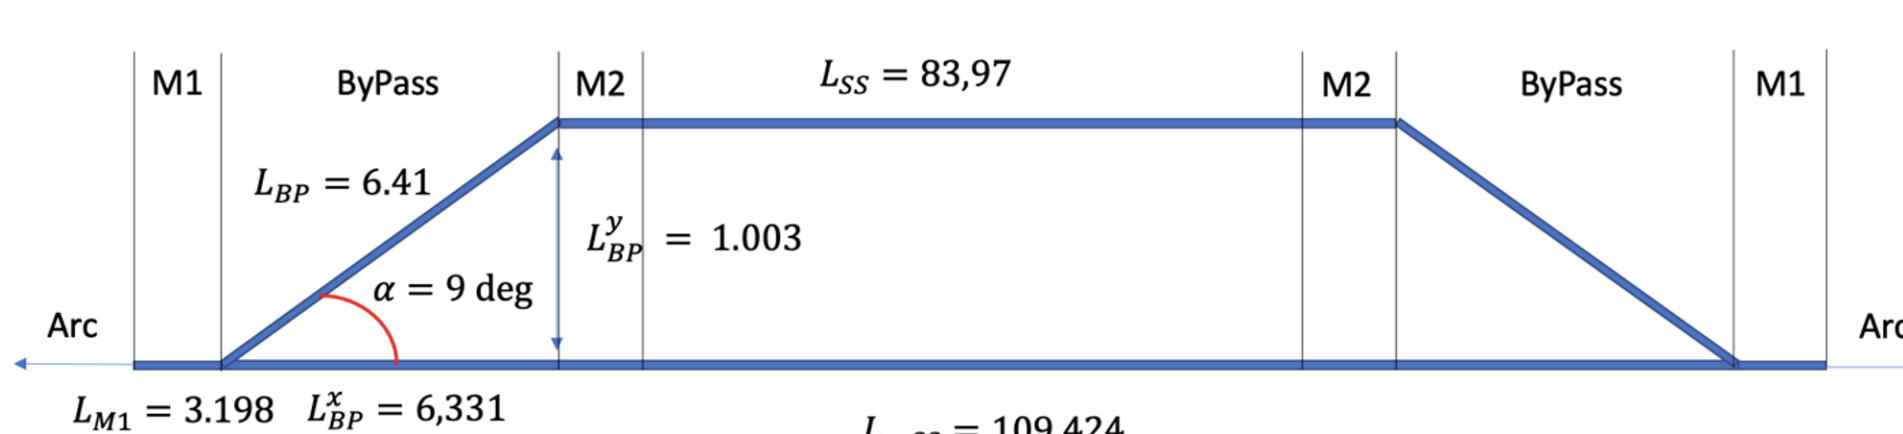 M1 ByPass M2 L_SS = 83,97 M2 ByPass M1
L_BP = 6.41
L^y_BP = 1.003
α = 9 deg
Arc
L_M1 = 3.198 L^x_BP = 6,331
= 109.424